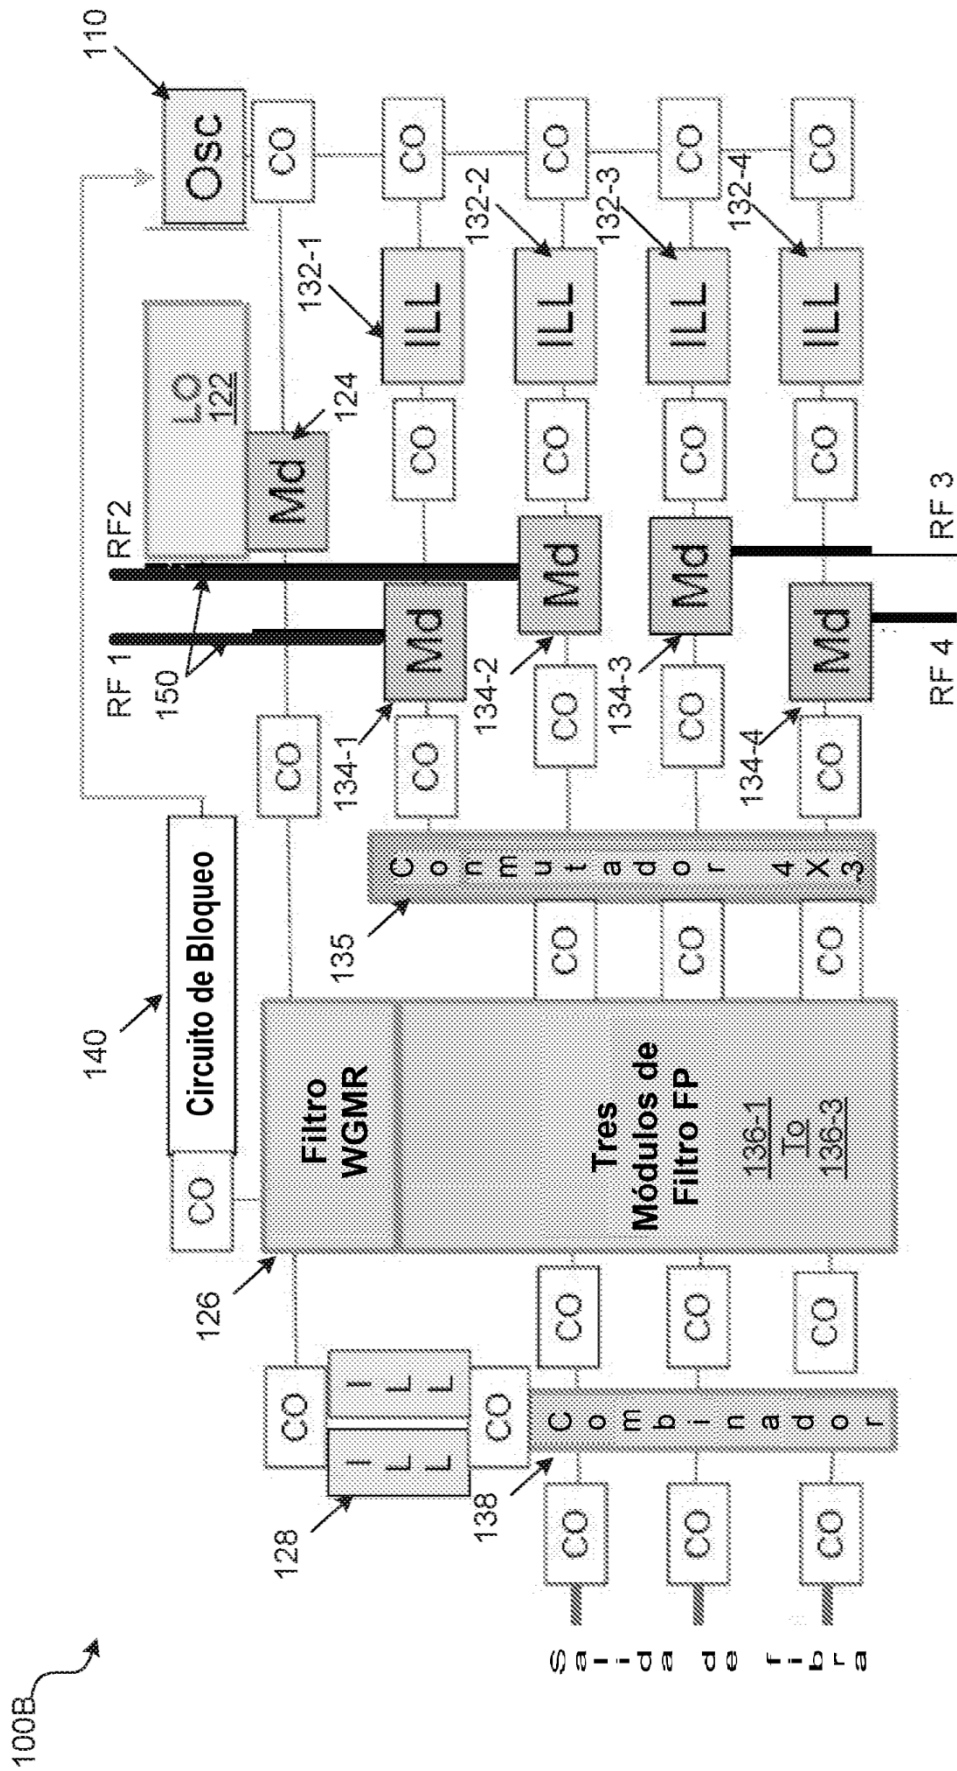 100B
110
140
RF 1
RF2
150
CO
Circuito de Bloqueo
LO
122
Osc
126
Filtro
WGMR
CO
CO
Md
124
CO
128
ILL
ILL
132-1
135
134-1
CO
Md
CO
ILL
CO
138
CO
134-2
132-2
Salida de fibra
Combinador
Conmutador 4X3
CO
CO
CO
CO
Md
CO
ILL
CO
Tres
Módulos de
Filtro FP
134-3
132-3
CO
CO
CO
CO
Md
CO
ILL
CO
136-1
To
136-3
134-4
132-4
CO
CO
CO
CO
Md
CO
ILL
CO
RF 4
RF 3